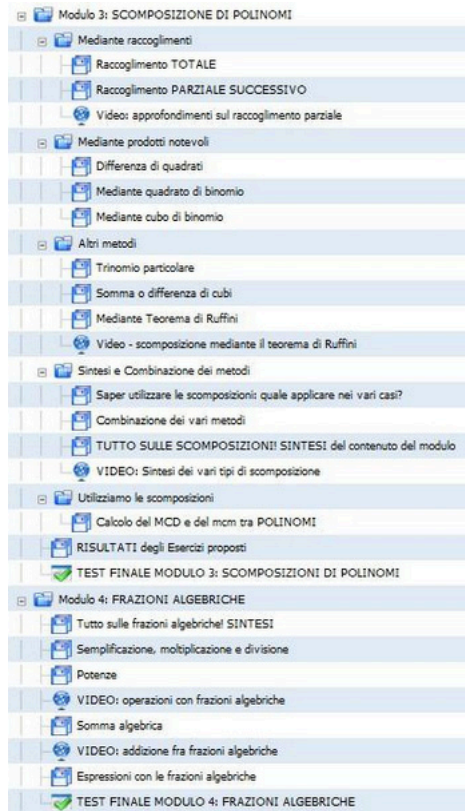 Modulo 3: SCOMPOSIZIONE DI POLINOMI
Mediante raccoglimenti
Raccoglimento TOTALE
Raccoglimento PARZIALE SUCCESSIVO
Video: approfondimenti sul raccoglimento parziale
Mediante prodotti notevoli
Differenza di quadrati
Mediante quadrato di binomio
Mediante cubo di binomio
Altri metodi
Trinomio particolare
Somma o differenza di cubi
Mediante Teorema di Ruffini
Video - scomposizione mediante il teorema di Ruffini
Sintesi e Combinazione dei metodi
Saper utilizzare le scomposizioni: quale applicare nei vari casi?
Combinazione dei vari metodi
TUTTO SULLE SCOMPOSIZIONI! SINTESI del contenuto del modulo
VIDEO: Sintesi dei vari tipi di scomposizione
Utilizziamo le scomposizioni
Calcolo del MCD e del mcm tra POLINOMI
RISULTATI degli Esercizi proposti
TEST FINALE MODULO 3: SCOMPOSIZIONI DI POLINOMI
Modulo 4: FRAZIONI ALGEBRICHE
Tutto sulle frazioni algebriche! SINTESI
Semplificazione, moltiplicazione e divisione
Potenze
VIDEO: operazioni con frazioni algebriche
Somma algebrica
VIDEO: addizione fra frazioni algebriche
Espressioni con le frazioni algebriche
TEST FINALE MODULO 4: FRAZIONI ALGEBRICHE